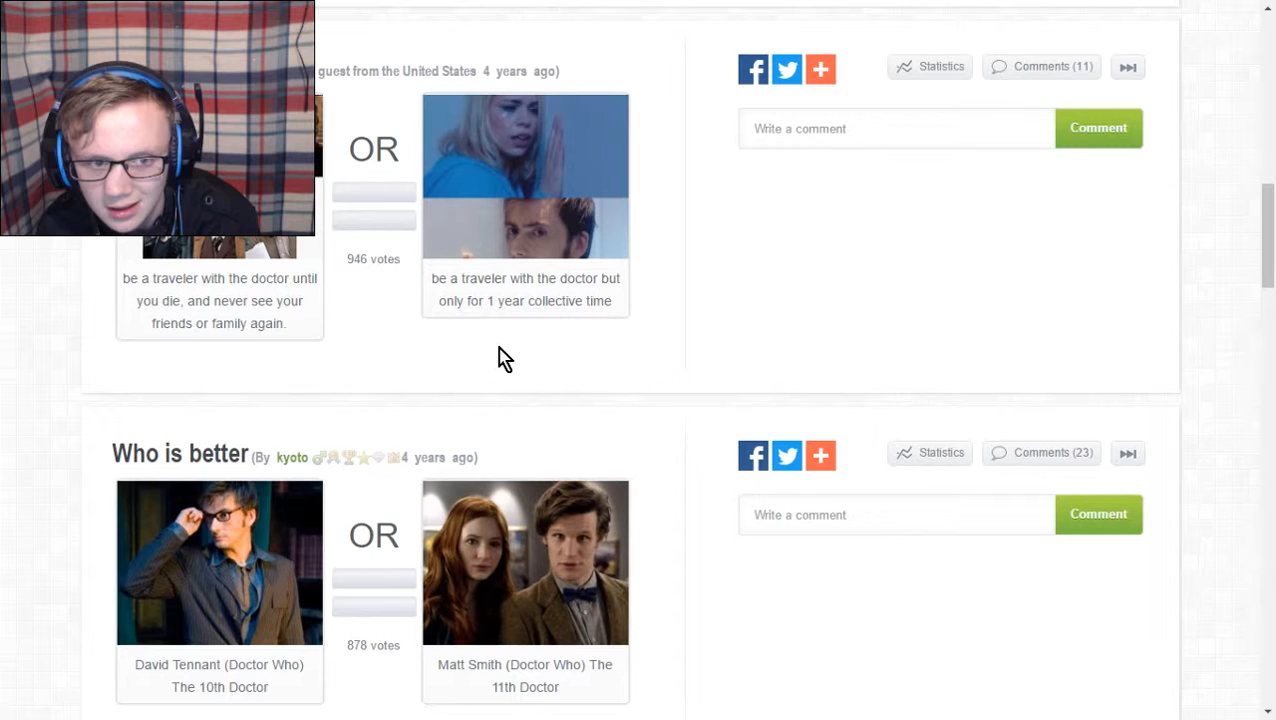 guest from the United States 4 years ago)
Statistics
Comments (11)
Write a comment
Comment
OR
946 votes
be a traveler with the doctor until
you die, and never see your
friends or family again.
be a traveler with the doctor but
only for 1 year collective time
Who is better (By kyoto 4 years ago)
Statistics
Comments (23)
Write a comment
Comment
OR
878 votes
David Tennant (Doctor Who)
The 10th Doctor
Matt Smith (Doctor Who) The
11th Doctor